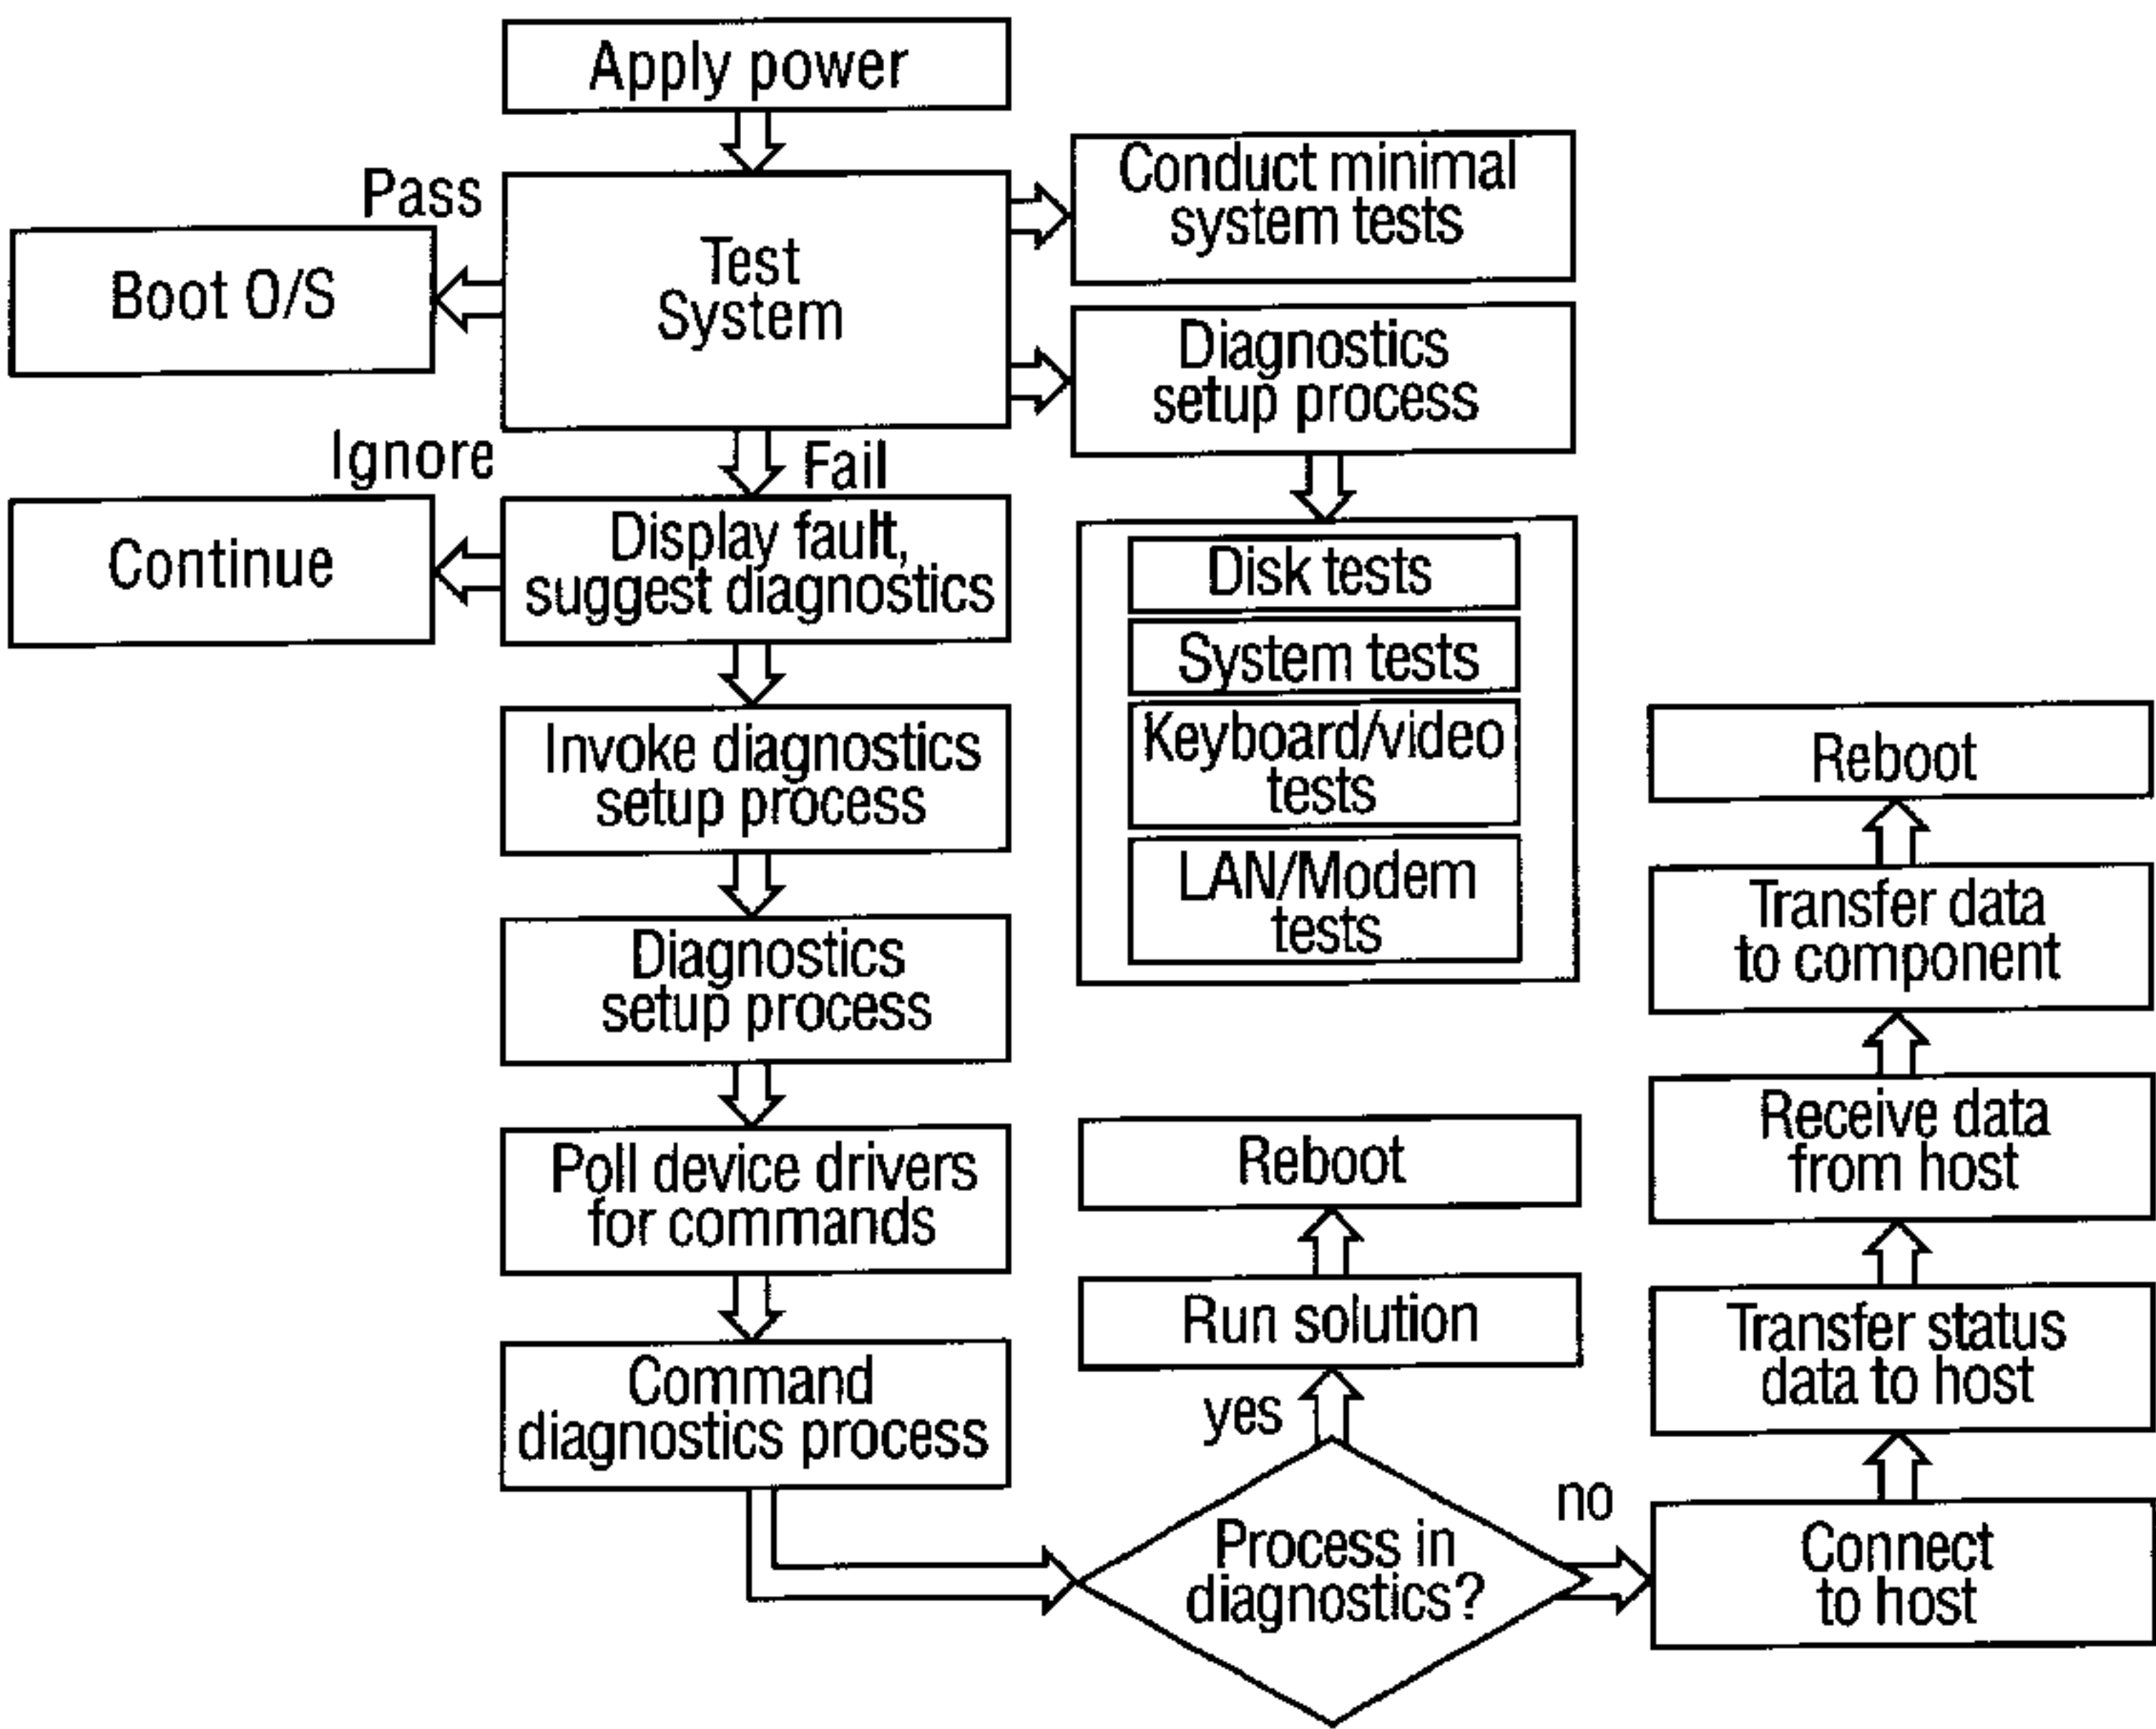 Apply power
Conduct minimal
system tests
Pass
Test
System
Boot O/S
Diagnostics
setup process
Ignore
Fail
Display fault,
suggest diagnostics
Continue
Disk tests
System tests
Keyboard/video
tests
LAN/Modem
tests
Invoke diagnostics
setup process
Diagnostics
setup process
Poll device drivers
for commands
Command
diagnostics process
Process in
diagnostics?
yes
Run solution
Reboot
no
Connect
to host
Transfer status
data to host
Receive data
from host
Transfer data
to component
Reboot